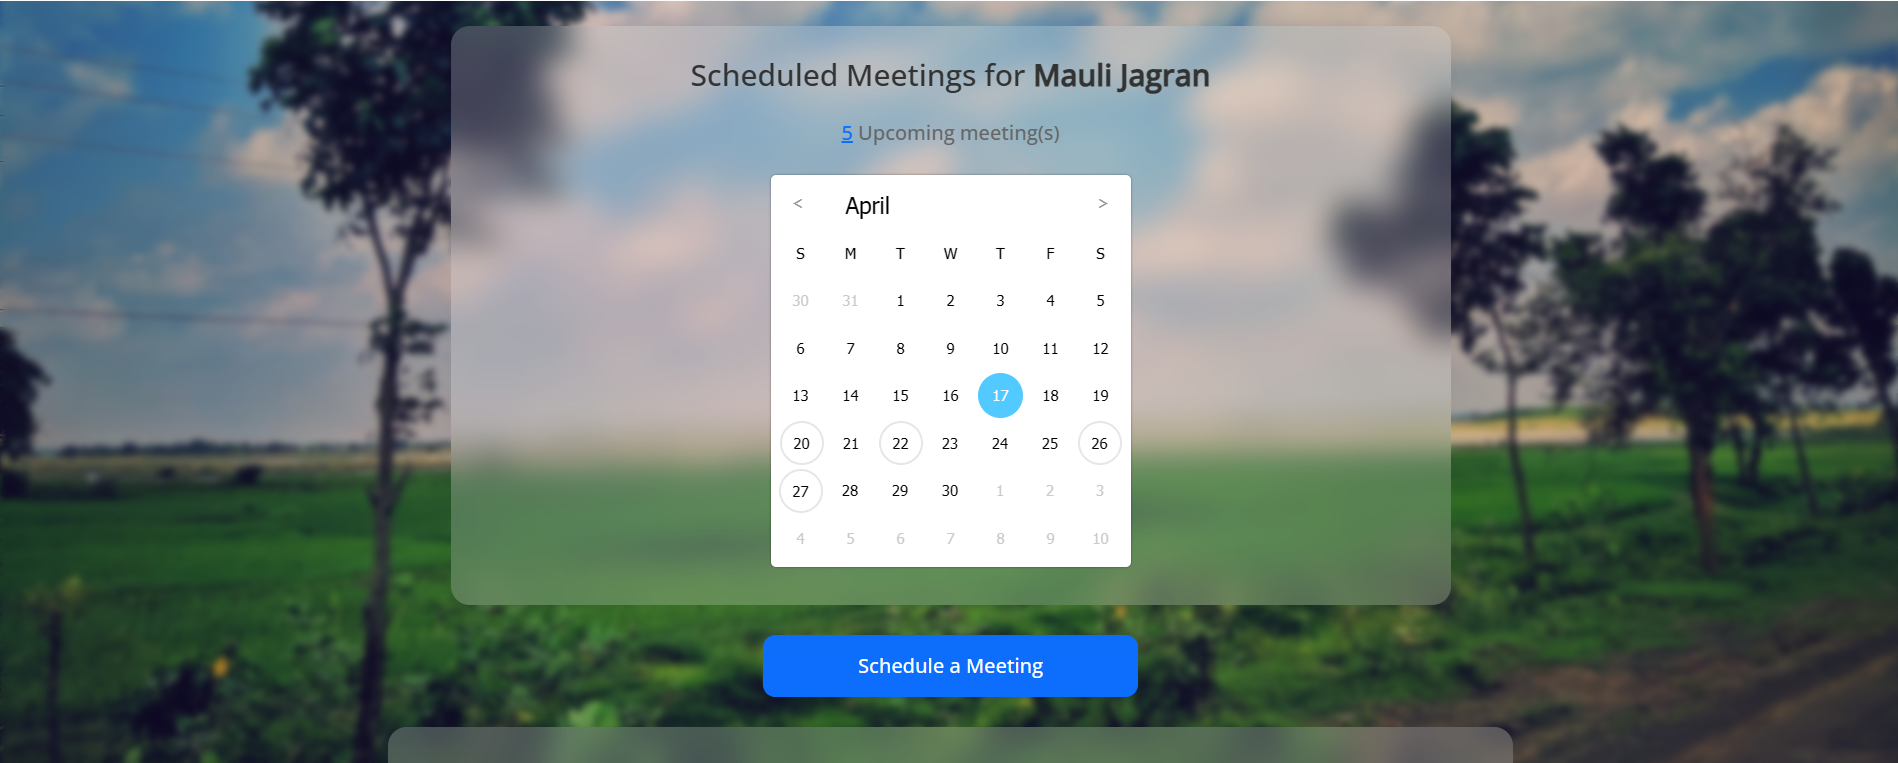 Scheduled Meetings for Mauli Jagran
5 Upcoming meeting(s)
< April >
S M T W T F S
30 31 1 2 3 4 5
6 7 8 9 10 11 12
13 14 15 16 17 18 19
20 21 22 23 24 25 26
27 28 29 30 1 2 3
4 5 6 7 8 9 10
Schedule a Meeting